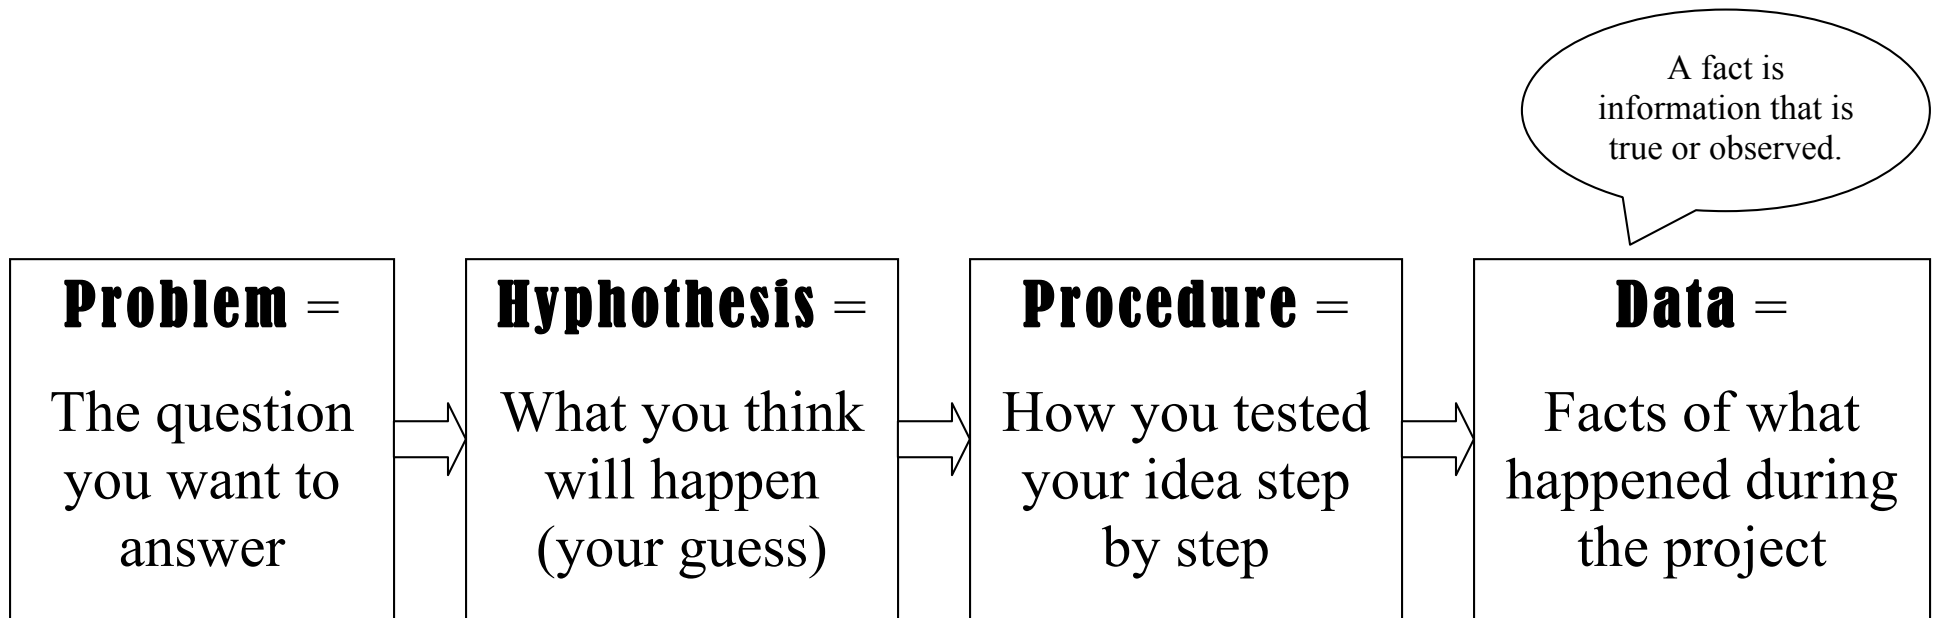 A fact is
information that is
true or observed.
Problem =
The question
you want to
answer
Hyphothesis =
What you think
will happen
(your guess)
Procedure =
How you tested
your idea step
by step
Data =
Facts of what
happened during
the project